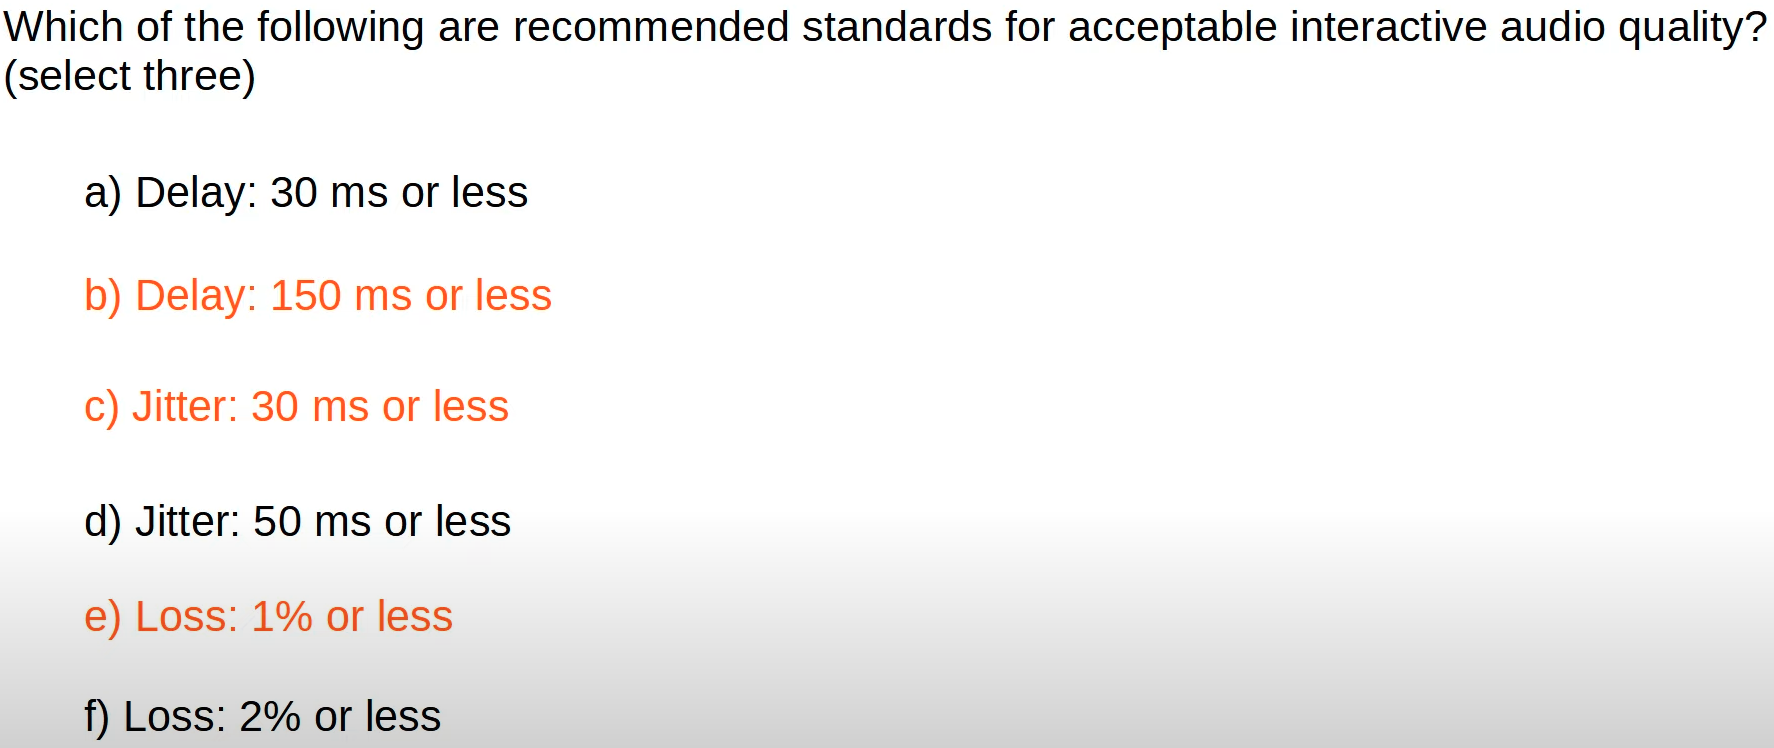 Which of the following are recommended standards for acceptable interactive audio quality?
(select three)
a) Delay: 30 ms or less
b) Delay: 150 ms or less
c) Jitter: 30 ms or less
d) Jitter: 50 ms or less
e) Loss: 1% or less
f) Loss: 2% or less